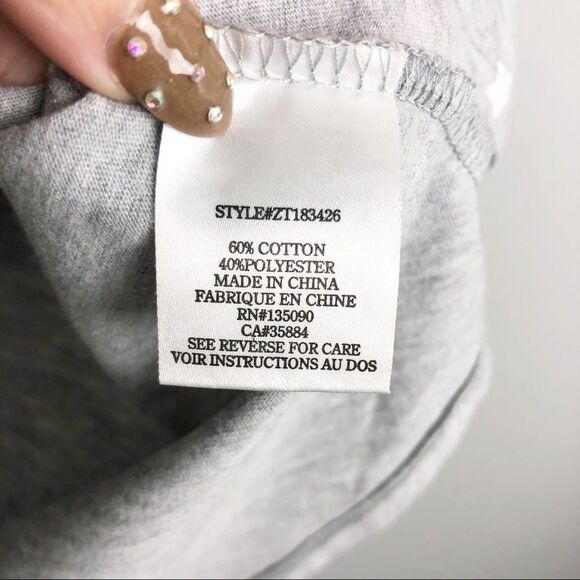 STYLE#ZT183426
60% COTTON
40%POLYESTER
MADE IN CHINA
FABRIQUE EN CHINE
RN#135090
CA#35884
SEE REVERSE FOR CARE
VOIR INSTRUCTIONS AU DOS